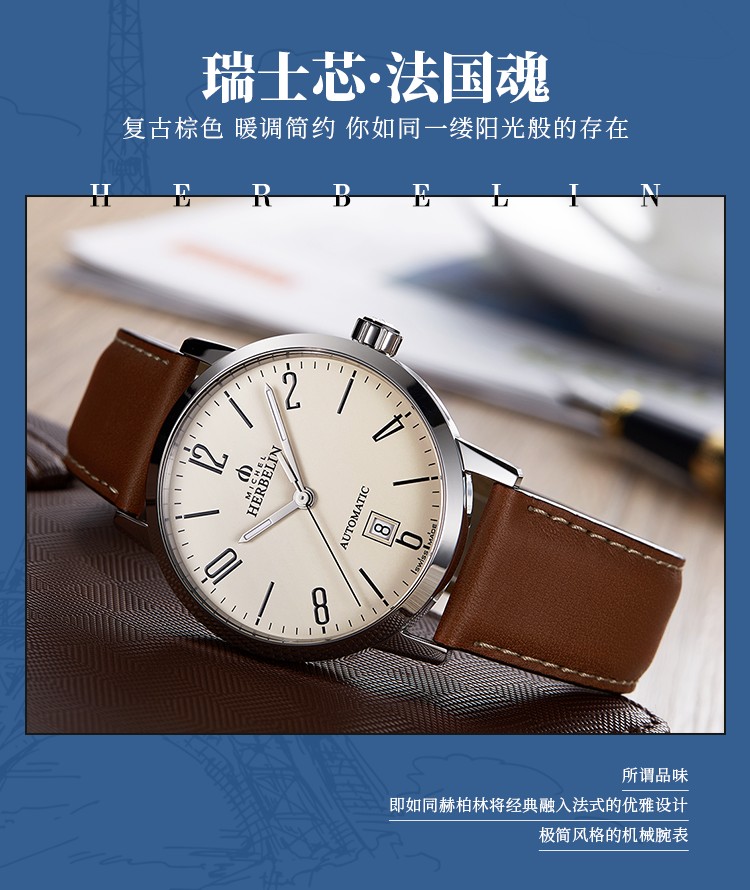 瑞士芯·法国魂
复古棕色 暖调简约 你如同一缕阳光般的存在
HERBELIN
2
4
12
MICHEL
HERBELIN
AUTOMATIC
8
6
SWISS MADE
10
8
所谓品味
即如同赫柏林将经典融入法式的优雅设计
极简风格的机械腕表